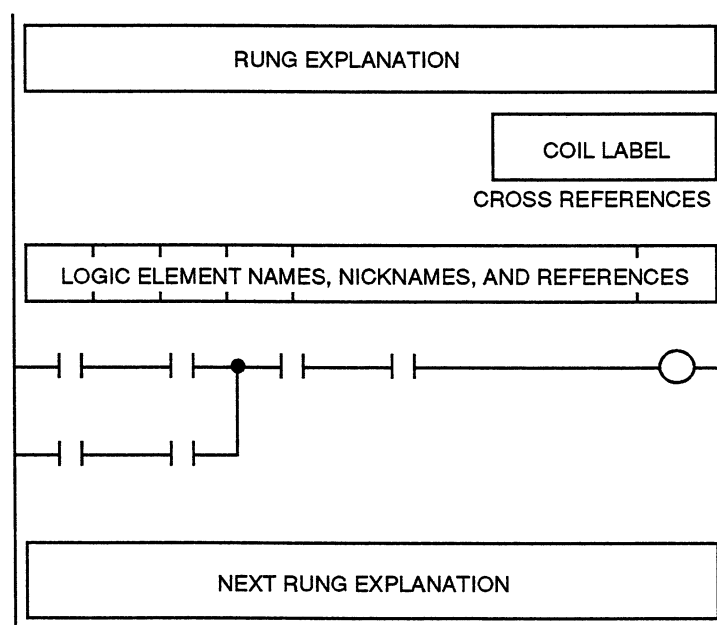 RUNG EXPLANATION
COIL LABEL
CROSS REFERENCES
LOGIC ELEMENT NAMES, NICKNAMES, AND REFERENCES
NEXT RUNG EXPLANATION